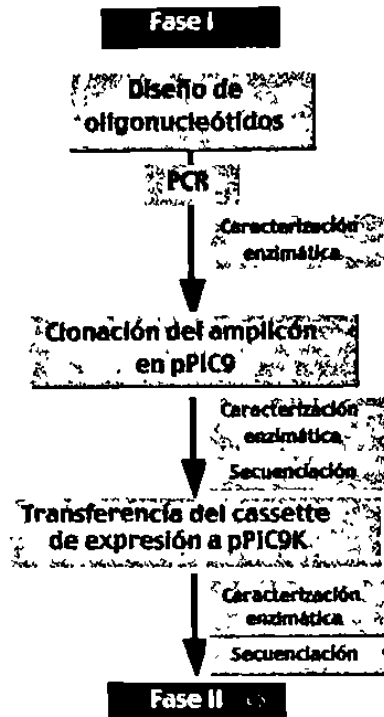 Fase I
Diseño de
oligonucleótidos
PCR
Caracterización
enzimática
Clonación del amplicón
en pPIC9
Caracterización
enzimática
Secuenciación
Transferencia del cassette
de expresión a pPIC9K
Caracterización
enzimática
Secuenciación
Fase II